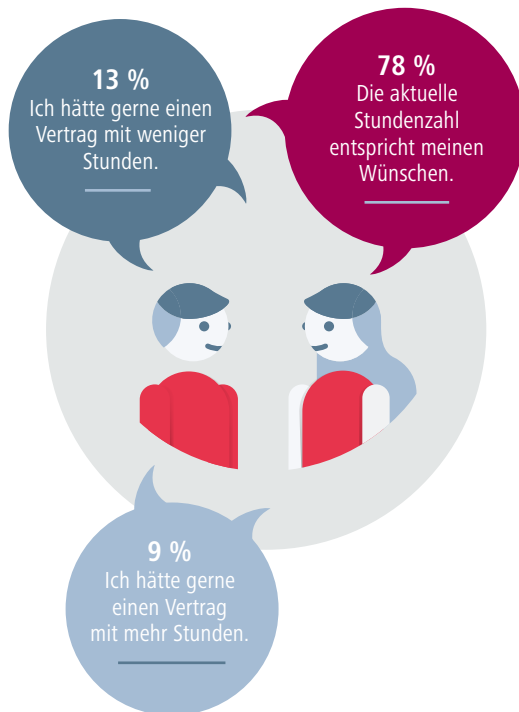 13 %
Ich hätte gerne einen
Vertrag mit weniger
Stunden.
78 %
Die aktuelle
Stundenzahl
entspricht meinen
Wünschen.
9 %
Ich hätte gerne
einen Vertrag
mit mehr Stunden.